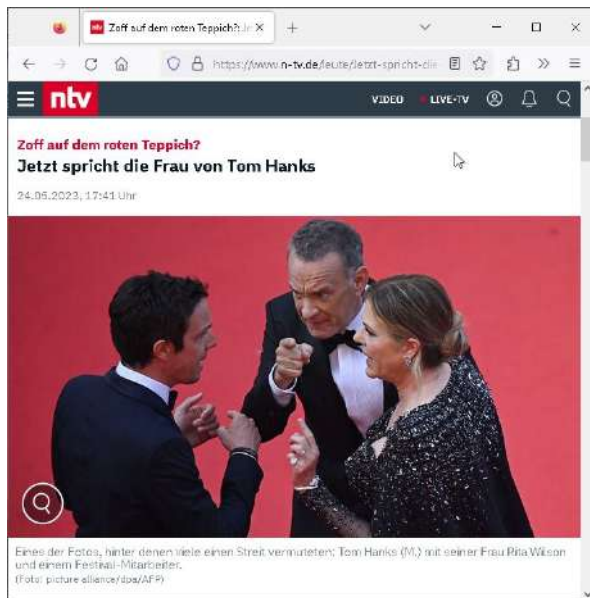 Zoff auf dem roten Teppich?: Je
https://www.n-tv.de/leute/Jetzt-spricht-die
ntv VIDEO LIVE-TV
Zoff auf dem roten Teppich?
Jetzt spricht die Frau von Tom Hanks
24.05.2023, 17:41 Uhr
Eines der Fotos, hinter denen viele einen Streit vermuteten: Tom Hanks (M.) mit seiner Frau Rita Wilson
und einem Festival-Mitarbeiter.
(Foto: picture alliance/dpa/AFP)